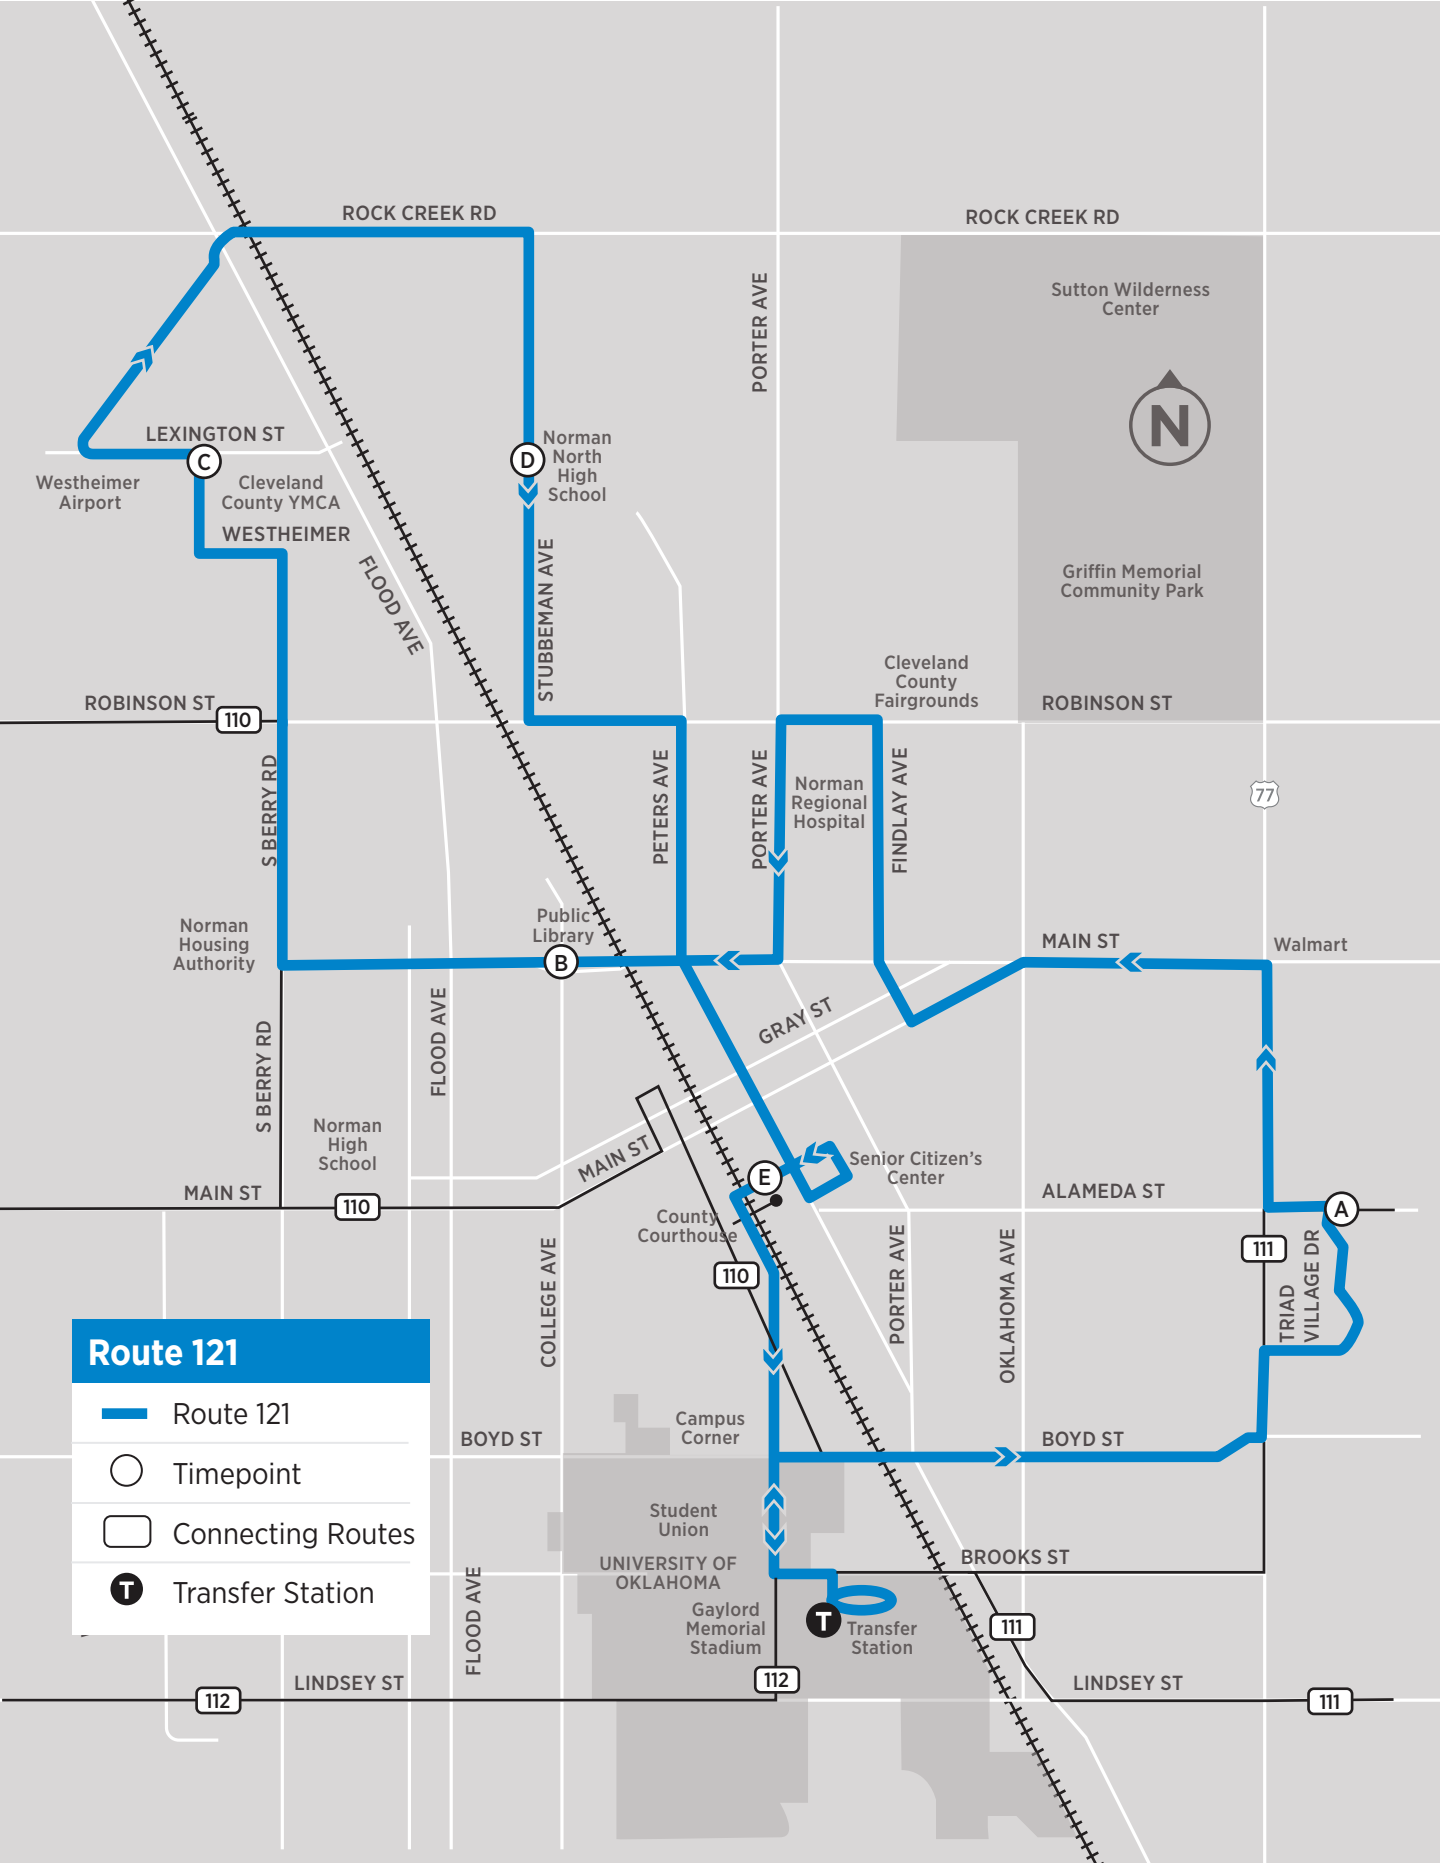 ROCK CREEK RD
ROCK CREEK RD
Sutton Wilderness
Center
PORTER AVE
N
LEXINGTON ST
C
D
Norman
North
High
School
Westheimer
Airport
Cleveland
County YMCA
WESTHEIMER
FLOOD AVE
STUBBEMAN AVE
Griffin Memorial
Community Park
Cleveland
County
Fairgrounds
ROBINSON ST
110
ROBINSON ST
S BERRY RD
PETERS AVE
PORTER AVE
Norman
Regional
Hospital
FINDLAY AVE
77
Norman
Housing
Authority
Public
Library
B
MAIN ST
Walmart
S BERRY RD
FLOOD AVE
GRAY ST
Norman
High
School
MAIN ST
E
Senior Citizen's
Center
MAIN ST
110
ALAMEDA ST
A
County
Courthouse
110
111
COLLEGE AVE
PORTER AVE
OKLAHOMA AVE
TRIAD
VILLAGE DR
Route 121
Route 121
Timepoint
Connecting Routes
T
Transfer Station
Campus
Corner
BOYD ST
BOYD ST
Student
Union
UNIVERSITY OF
OKLAHOMA
BROOKS ST
FLOOD AVE
Gaylord
Memorial
Stadium
T
Transfer
Station
111
112
LINDSEY ST
112
LINDSEY ST
111